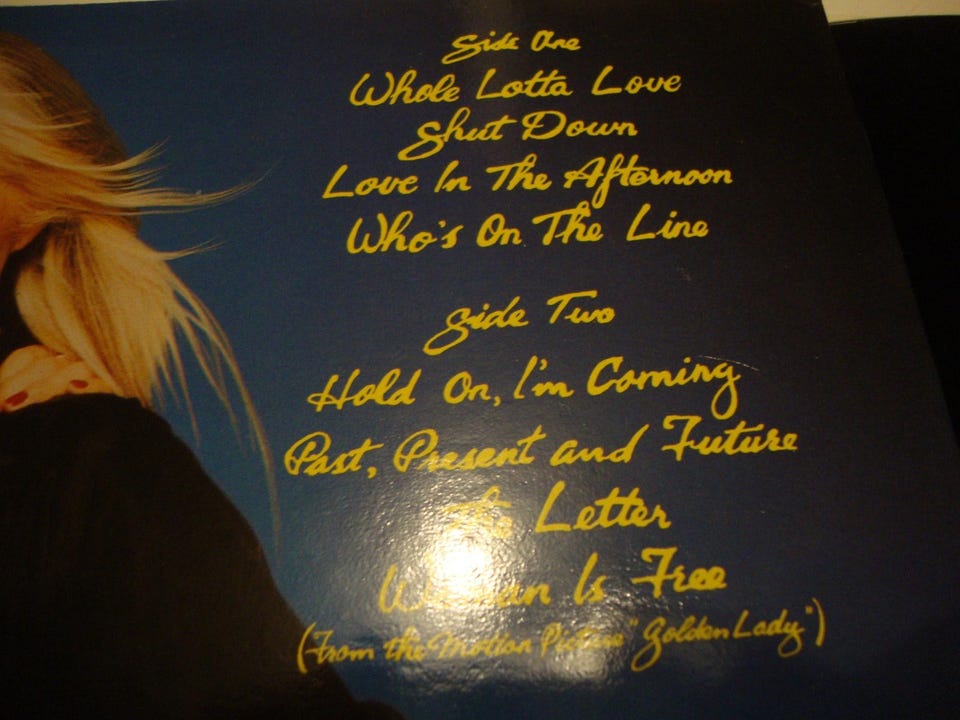 Side One
Whole Lotta Love
Shut Down
Love In The Afternoon
Who's On The Line
Side Two
Hold On, I'm Coming
Past, Present and Future
Letter
Woman Is Free
(From the Motion Picture "Golden Lady")